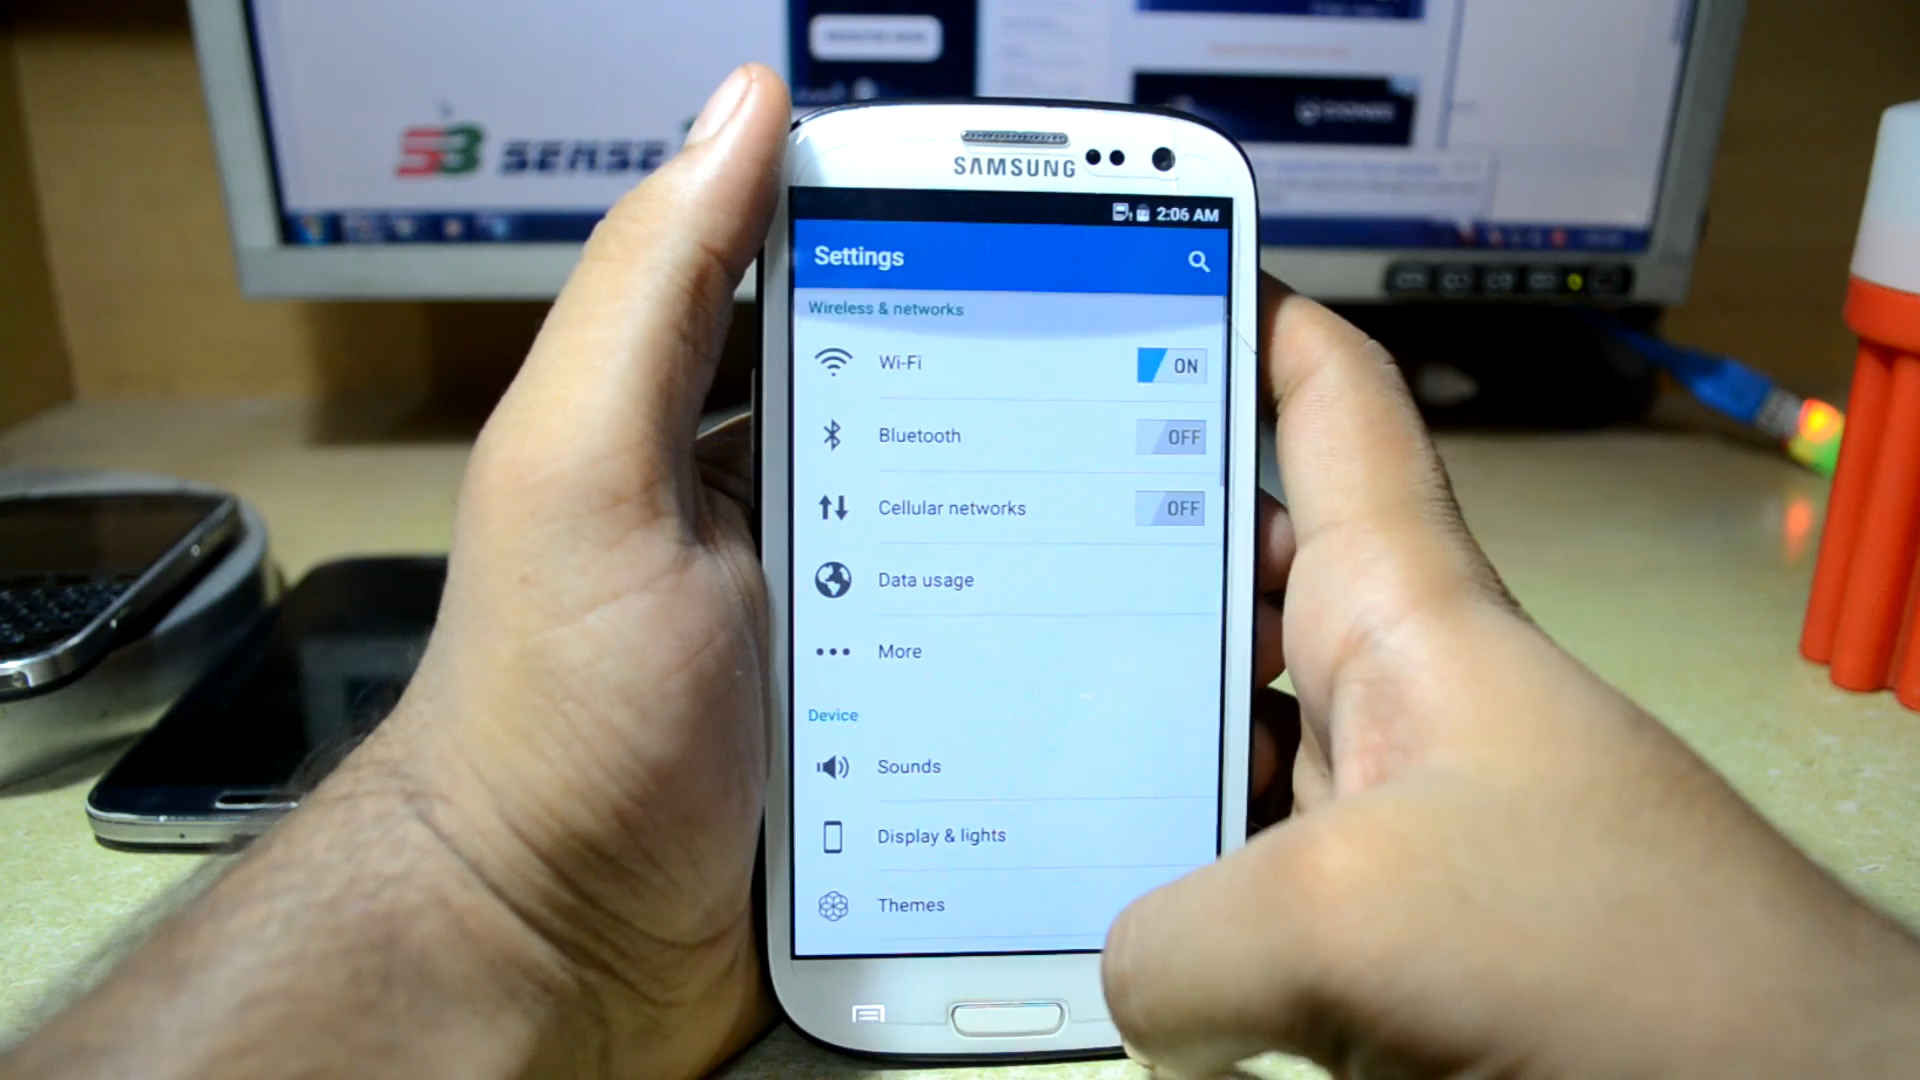 S3 SENSE
SAMSUNG
2:06 AM
Settings
Wireless & networks
Wi-Fi
ON
Bluetooth
OFF
Cellular networks
OFF
Data usage
More
Device
Sounds
Display & lights
Themes